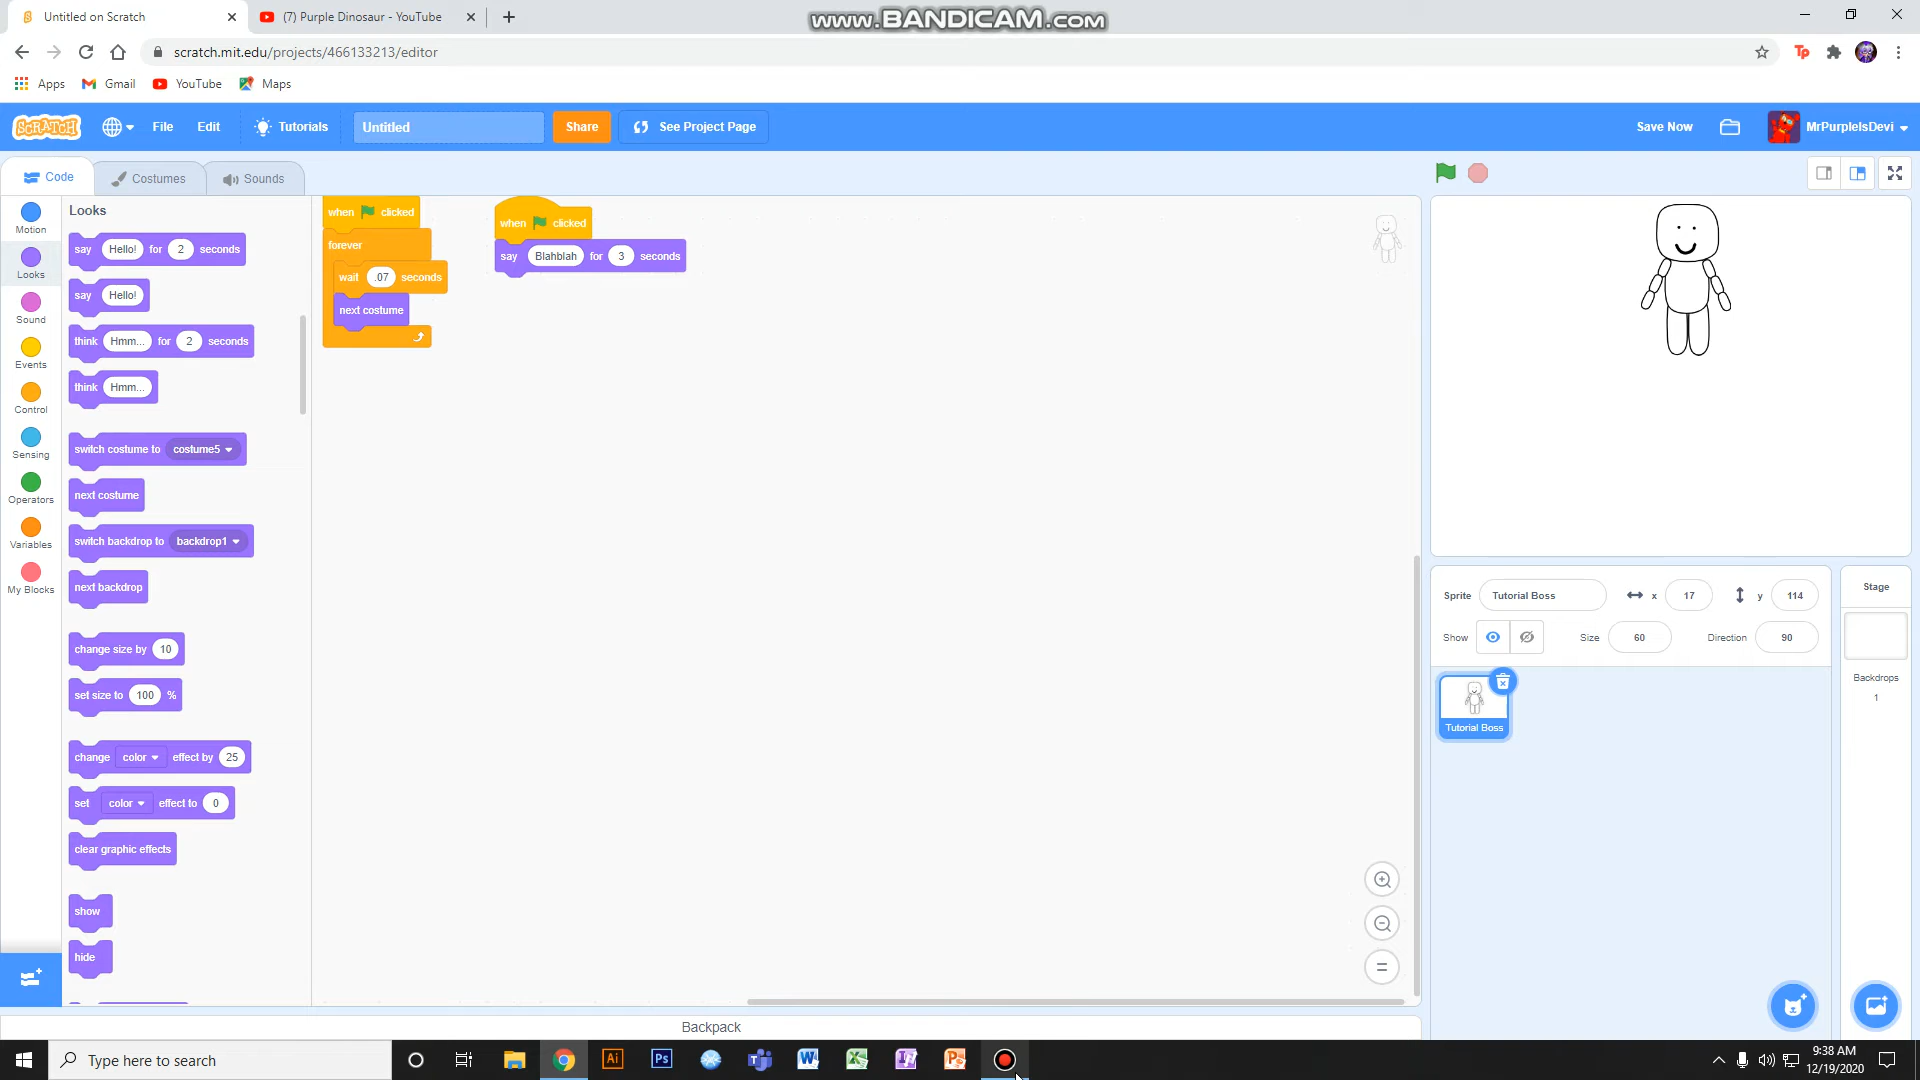 Untitled on Scratch
(7) Purple Dinosaur - YouTube
www.BANDICAM.com
scratch.mit.edu/projects/466133213/editor
Apps
Gmail
YouTube
Maps
SCRATCH
File
Edit
Tutorials
Untitled
Share
See Project Page
Save Now
MrPurpleIsDevi
Code
Costumes
Sounds
Motion
Looks
Sound
Events
Control
Sensing
Operators
Variables
My Blocks
Looks
say Hello! for 2 seconds
say Hello!
think Hmm... for 2 seconds
think Hmm...
switch costume to costume5
next costume
switch backdrop to backdrop1
next backdrop
change size by 10
set size to 100 %
change color effect by 25
set color effect to 0
clear graphic effects
show
hide
when clicked
forever
wait .07 seconds
next costume
when clicked
say Blahblah for 3 seconds
Sprite Tutorial Boss x 17 y 114
Show Size 60 Direction 90
Tutorial Boss
Stage
Backdrops
1
Backpack
Type here to search
Ai
Ps
9:38 AM
12/19/2020